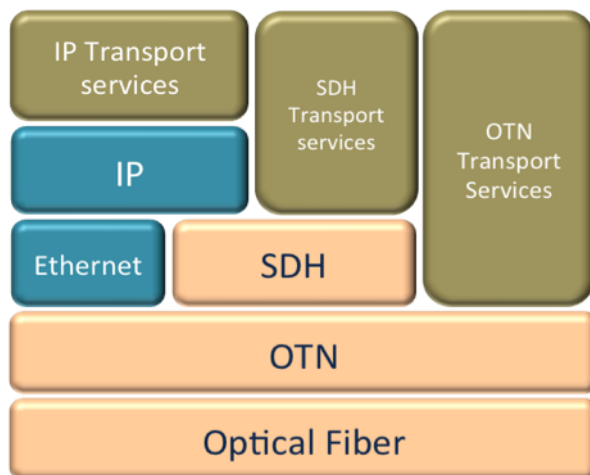 IP Transport
services
SDH
Transport
services
OTN
Transport
Services
IP
Ethernet
SDH
OTN
Optical Fiber